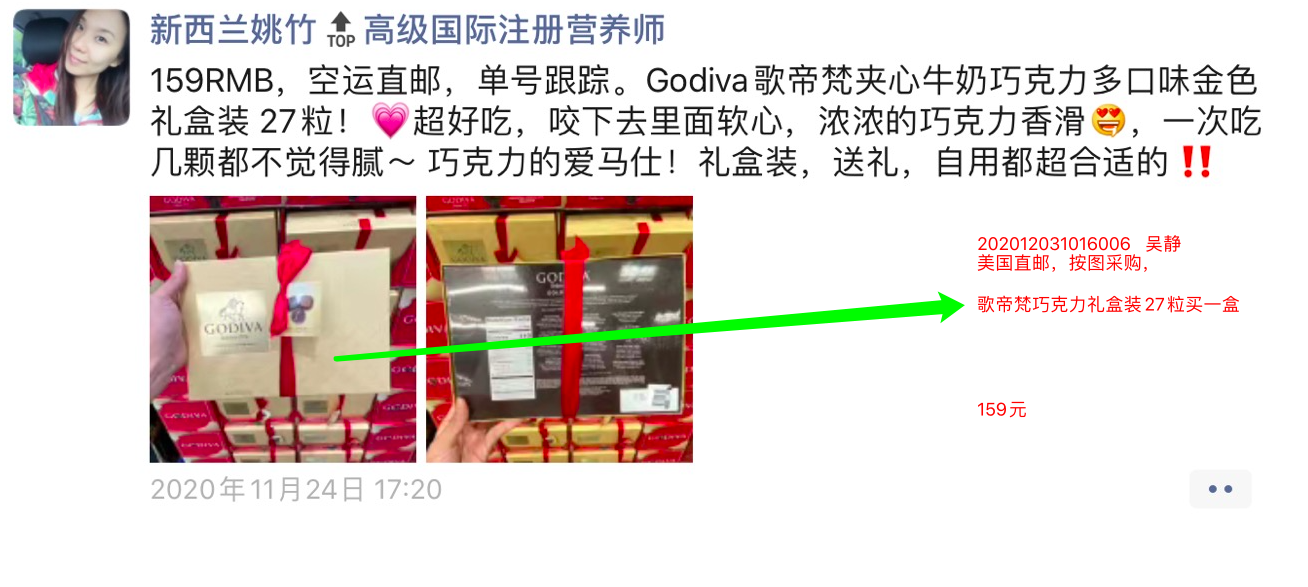 新西兰姚竹🔝高级国际注册营养师
159RMB，空运直邮，单号跟踪。Godiva歌帝梵夹心牛奶巧克力多口味金色
礼盒装 27粒！💗超好吃，咬下去里面软心，浓浓的巧克力香滑😍，一次吃
几颗都不觉得腻～ 巧克力的爱马仕！礼盒装，送礼，自用都超合适的‼️
GODIVA
GODIVA
202012031016006 吴静
美国直邮，按图采购，
歌帝梵巧克力礼盒装27粒买一盒
159元
2020年11月24日 17:20